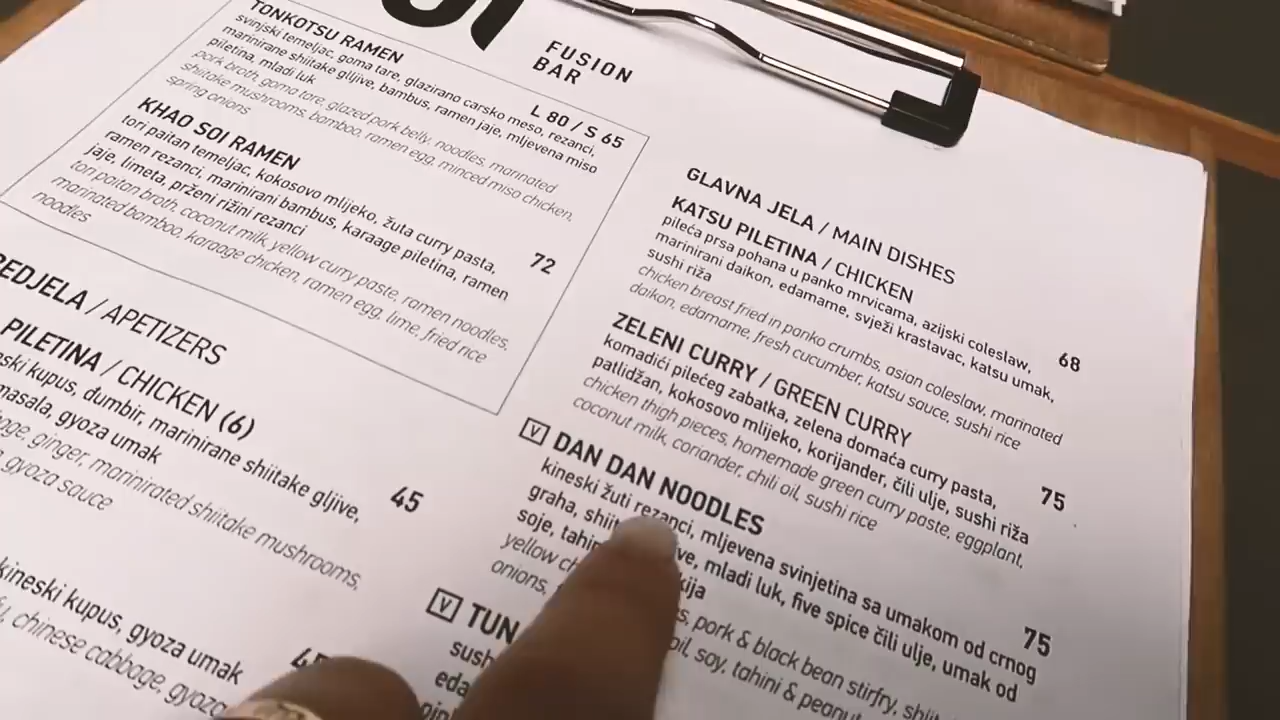 FUSION
BAR
TONKOTSU RAMEN
L 80 / S 65
svinjski temeljac, goma tare, glazirano carsko meso, rezanci,
marinirane shiitake gljive, bambus, ramen jaje, mljevena miso
piletina, mladi luk
pork broth, goma tare, glazed pork belly, noodles, marinated
shiitake mushrooms, bamboo, ramen egg, minced miso chicken,
spring onions
KHAO SOI RAMEN
72
tori paitan temeljac, kokosovo mlijeko, žuta curry pasta,
ramen rezanci, marinirani bambus, karaage piletina, ramen
jaje, limeta, prženi rižini rezanci
tori paitan broth, coconut milk, yellow curry paste, ramen noodles,
marinated bamboo, karaage chicken, ramen egg, lime, fried rice
noodles
EDJELA / APETIZERS
PILETINA / CHICKEN (6)
45
kupus, đumbir, marinirane shiitake gljive,
masala, gyoza umak
ginger, marinirated shiitake mushrooms,
gyoza sauce
kineski kupus, gyoza umak
chinese cabbage,
GLAVNA JELA / MAIN DISHES
KATSU PILETINA / CHICKEN
68
pileća prsa pohana u panko mrvicama, azijski coleslaw,
marinirani daikon, edamame, svježi krastavac, katsu umak,
sushi riža
chicken breast fried in panko crumbs, asian coleslaw, marinated
daikon, edamame, fresh cucumber, katsu sauce, sushi rice
ZELENI CURRY / GREEN CURRY
75
komadići pilećeg zabatka, zelena domaća curry pasta,
patlidžan, kokosovo mlijeko, korijander, čili ulje, sushi riža
chicken thigh pieces, homemade green curry paste, eggplant,
coconut milk, coriander, chili oil, sushi rice
V DAN DAN NOODLES
75
kineski žuti rezanci, mljevena svinjetina sa umakom od crnog
graha, mladi luk, five spice čili ulje, umak od
soje,
yellow pork & black bean stirfry,
onions, soy, tahini &
V TUN